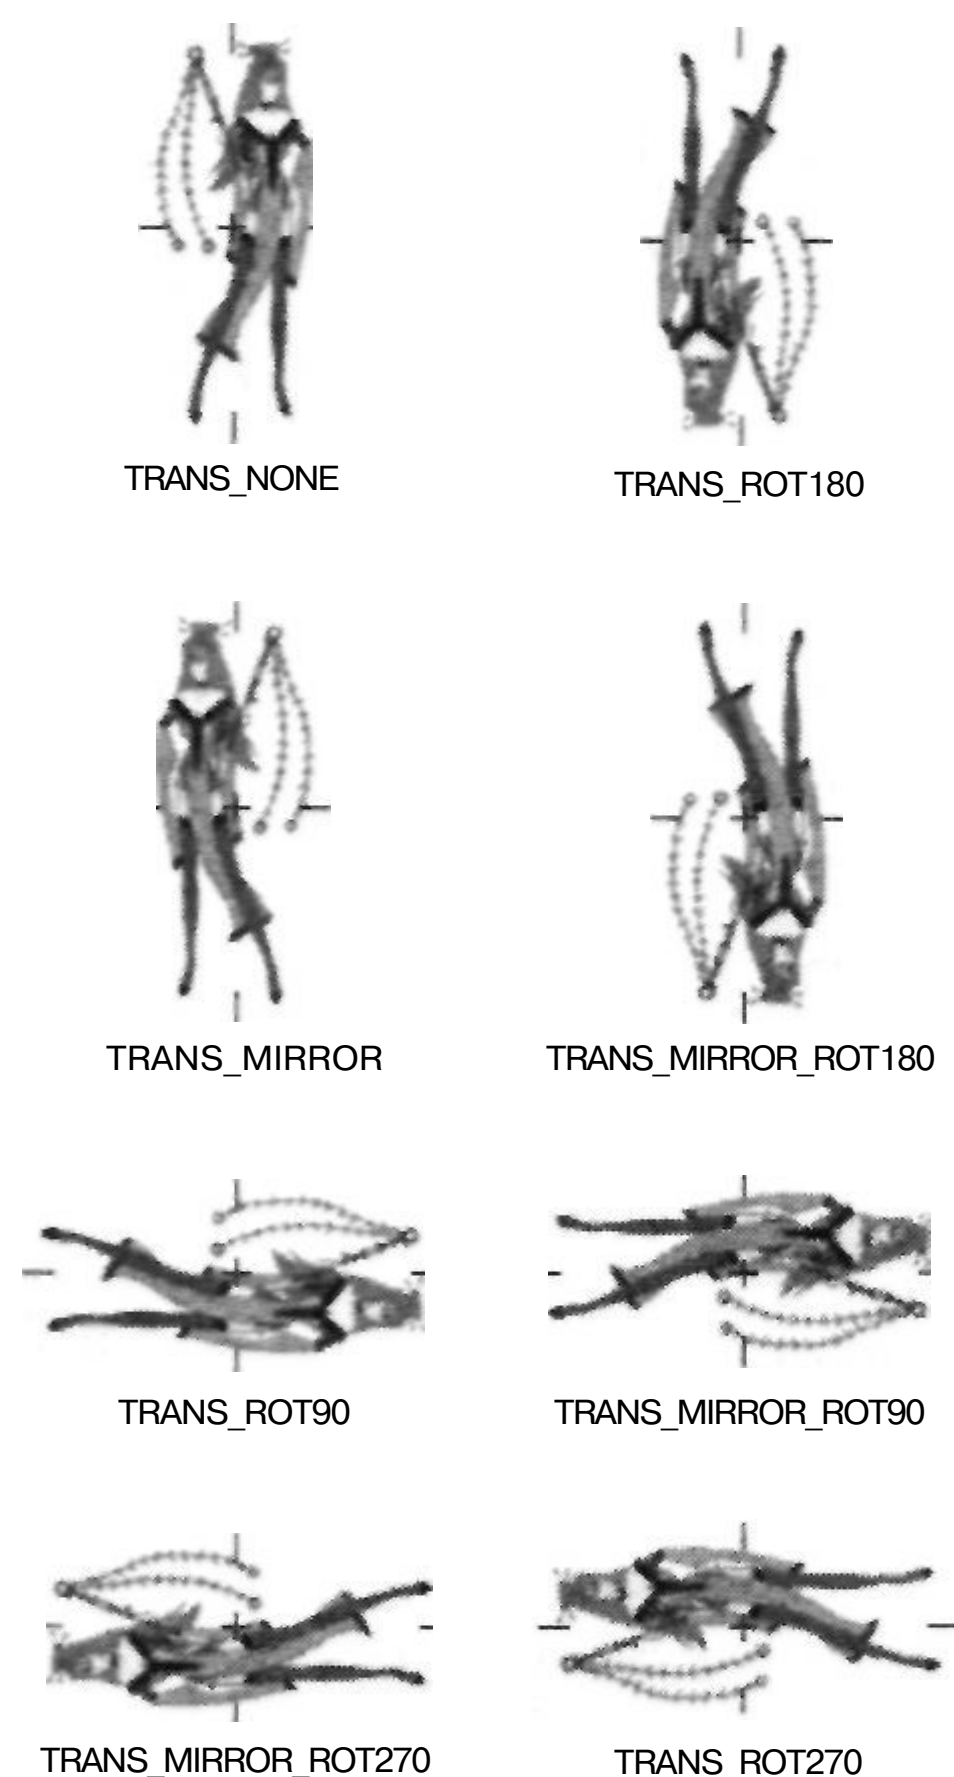 TRANS_NONE
TRANS_ROT180
TRANS_MIRROR
TRANS_MIRROR_ROT180
TRANS_ROT90
TRANS_MIRROR_ROT90
TRANS_MIRROR_ROT270
TRANS_ROT270